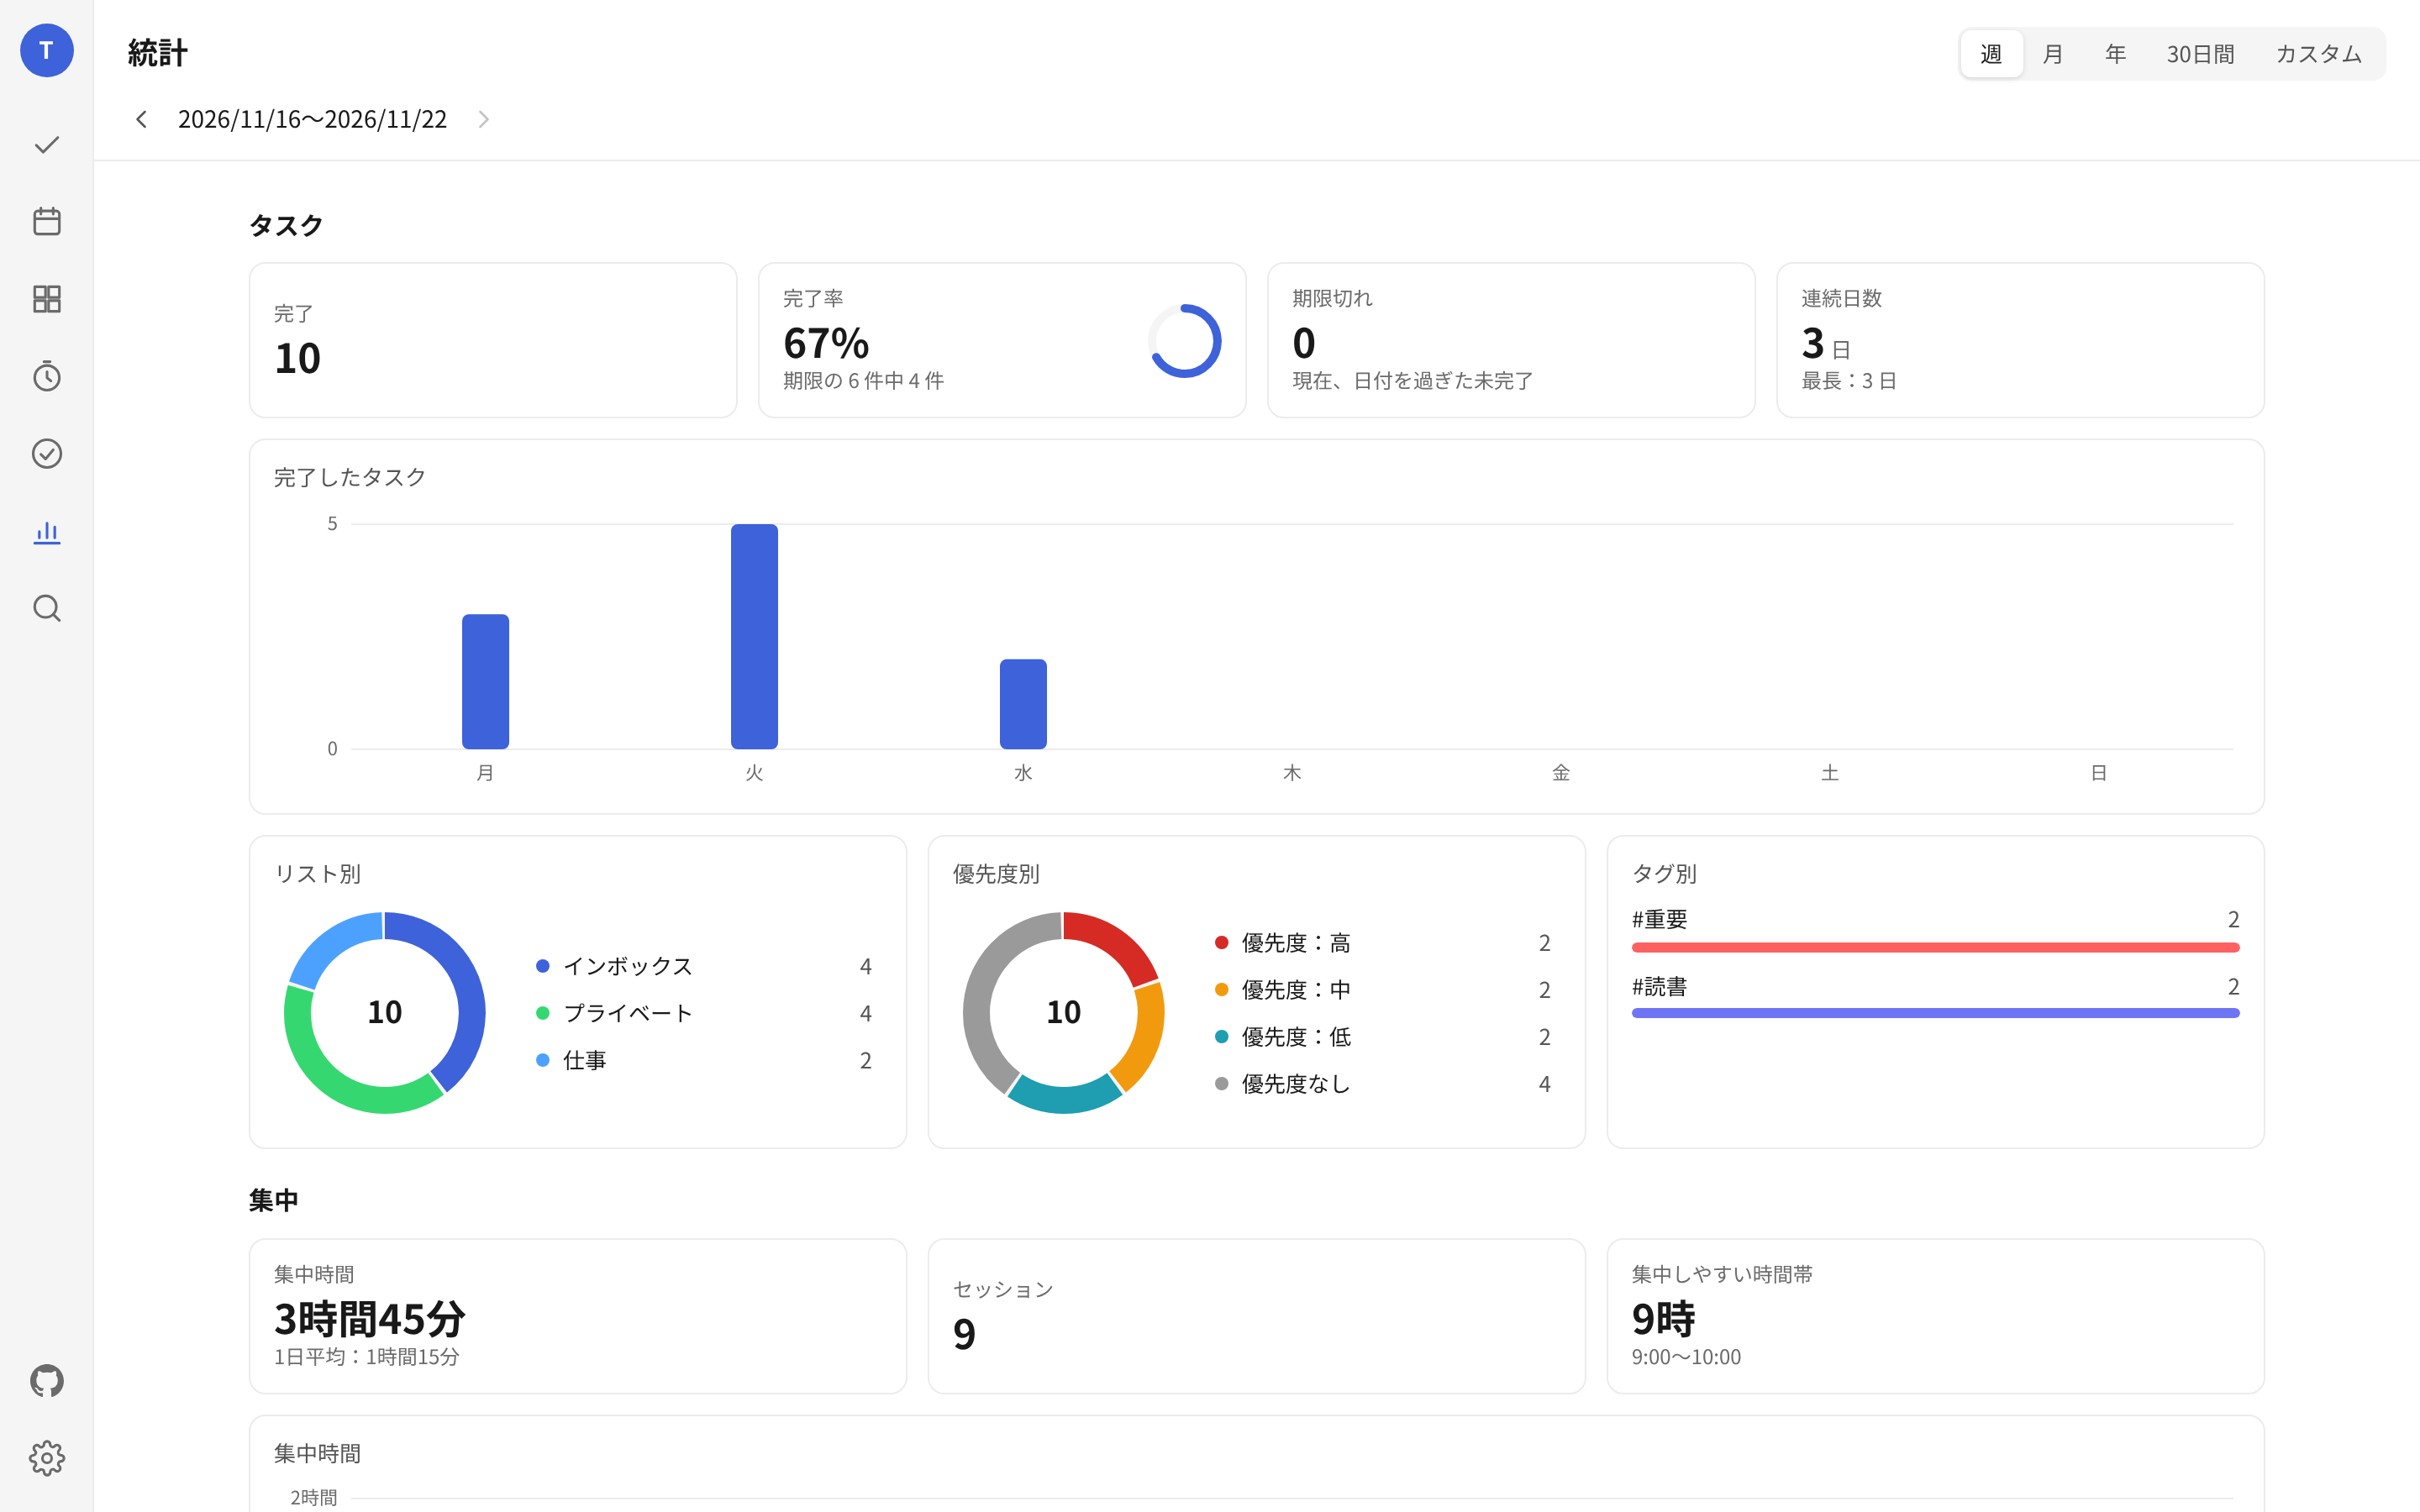 T
統計
週 月 年 30日間 カスタム
2026/11/16～2026/11/22
タスク
完了
10
完了率
67%
期限の 6 件中 4 件
期限切れ
0
現在、日付を過ぎた未完了
連続日数
3 日
最長：3 日
完了したタスク
5
0
月 火 水 木 金 土 日
リスト別
10
インボックス 4
プライベート 4
仕事 2
優先度別
10
優先度：高 2
優先度：中 2
優先度：低 2
優先度なし 4
タグ別
#重要 2
#読書 2
集中
集中時間
3時間45分
1日平均：1時間15分
セッション
9
集中しやすい時間帯
9時
9:00～10:00
集中時間
2時間